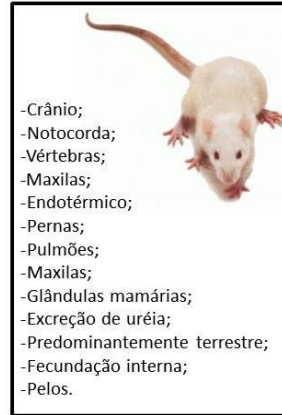 -Crânio;
-Notocorda;
-Vértebras;
-Maxilas;
-Endotérmico;
-Pernas;
-Pulmões;
-Maxilas;
-Glândulas mamárias;
-Excreção de uréia;
-Predominantemente terrestre;
-Fecundação interna;
-Pelos.